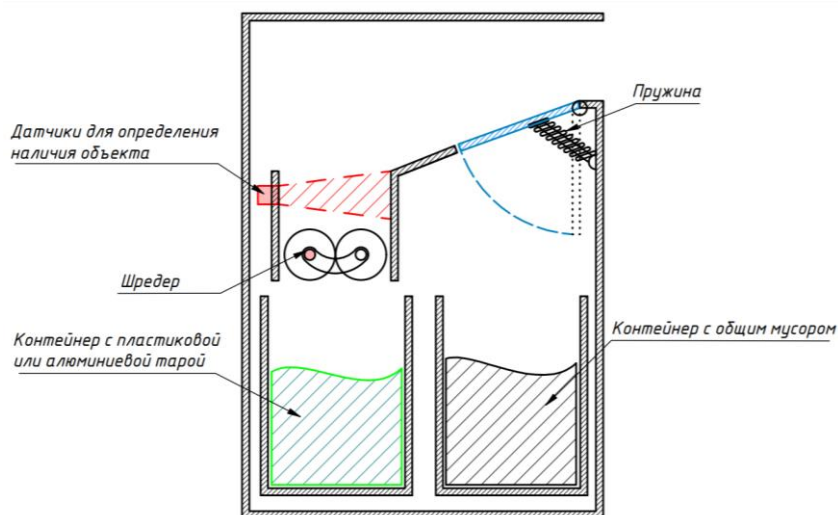 Пружина
Датчики для определения
наличия объекта
Шредер
Контейнер с пластиковой
или алюминиевой тарой
Контейнер с общим мусором